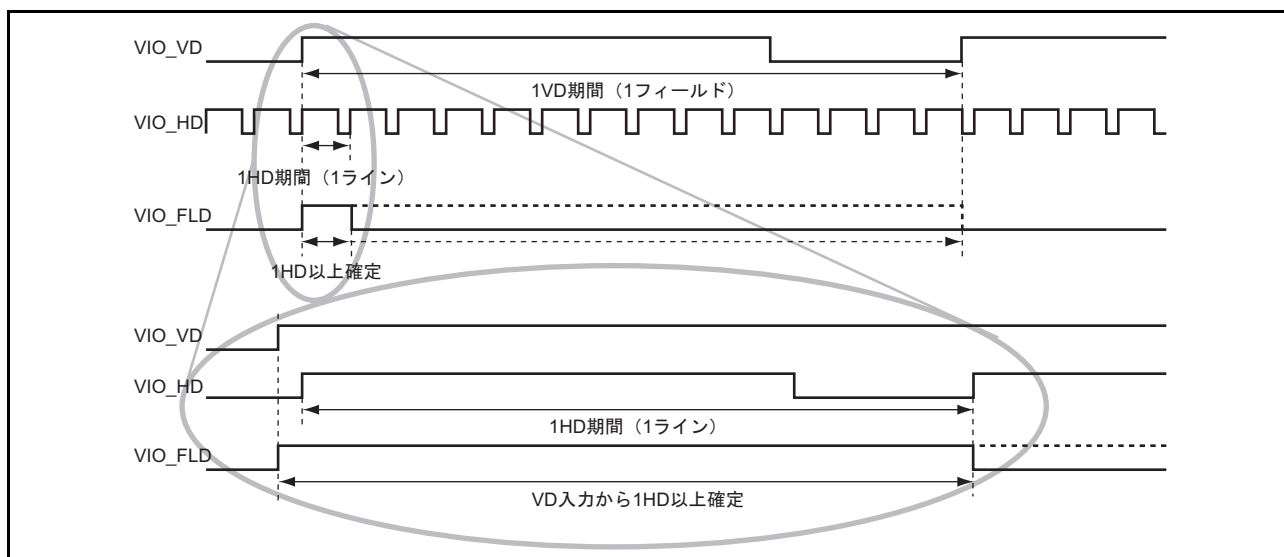 VIO_VD
1VD期間（1フィールド）
VIO_HD
1HD期間（1ライン）
VIO_FLD
1HD以上確定
VIO_VD
VIO_HD
1HD期間（1ライン）
VIO_FLD
VD入力から1HD以上確定